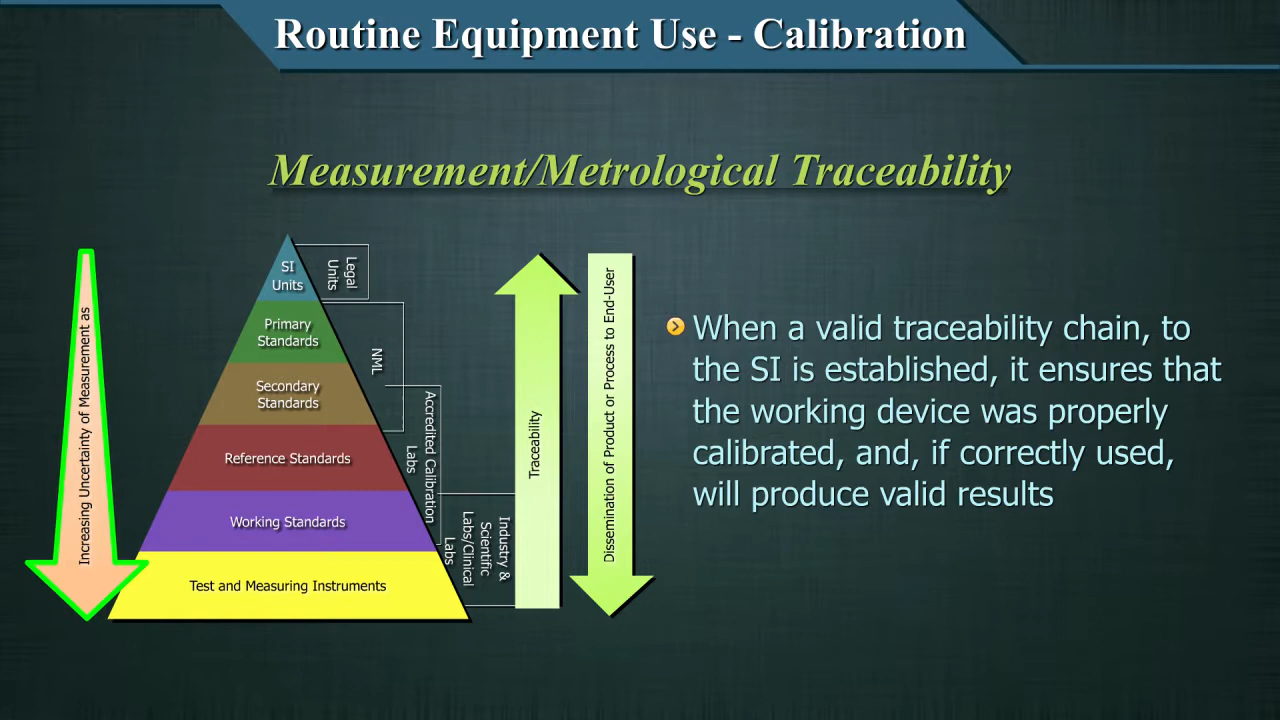 Routine Equipment Use - Calibration
Measurement/Metrological Traceability
Increasing Uncertainty of Measurement as
SI
Units
Primary
Standards
Secondary
Standards
Reference Standards
Working Standards
Test and Measuring Instruments
Legal
Units
NML
Accredited Calibration
Labs
Industry &
Scientific
Labs/Clinical
Labs
Traceability
Dissemination of Product or Process to End-User
When a valid traceability chain, to
the SI is established, it ensures that
the working device was properly
calibrated, and, if correctly used,
will produce valid results